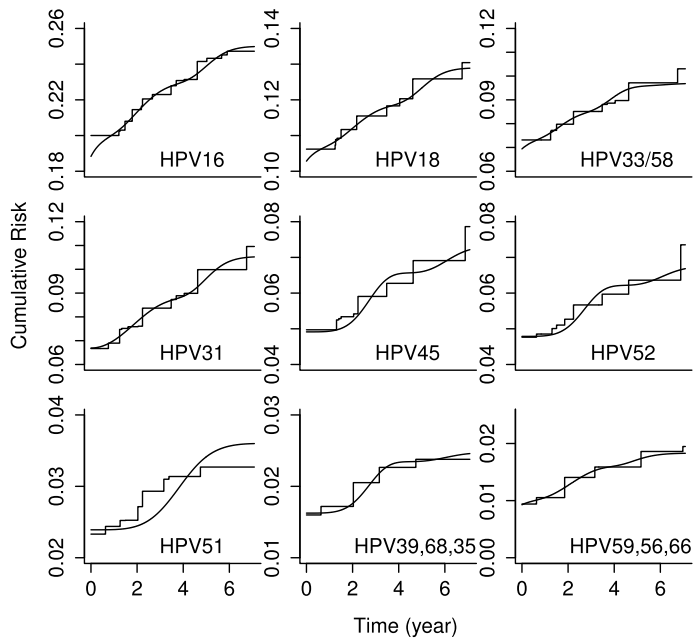 0.26
0.22
0.18
HPV16
0.14
0.12
0.10
HPV18
0.12
0.09
0.06
HPV33/58
Cumulative Risk
0.12
0.09
0.06
HPV31
0.08
0.06
0.04
HPV45
0.08
0.06
0.04
HPV52
0.04
0.03
0.02
HPV51
0.03
0.02
0.01
HPV39,68,35
0.02
0.01
0.00
HPV59,56,66
0 2 4 6
0 2 4 6
0 2 4 6
Time (year)